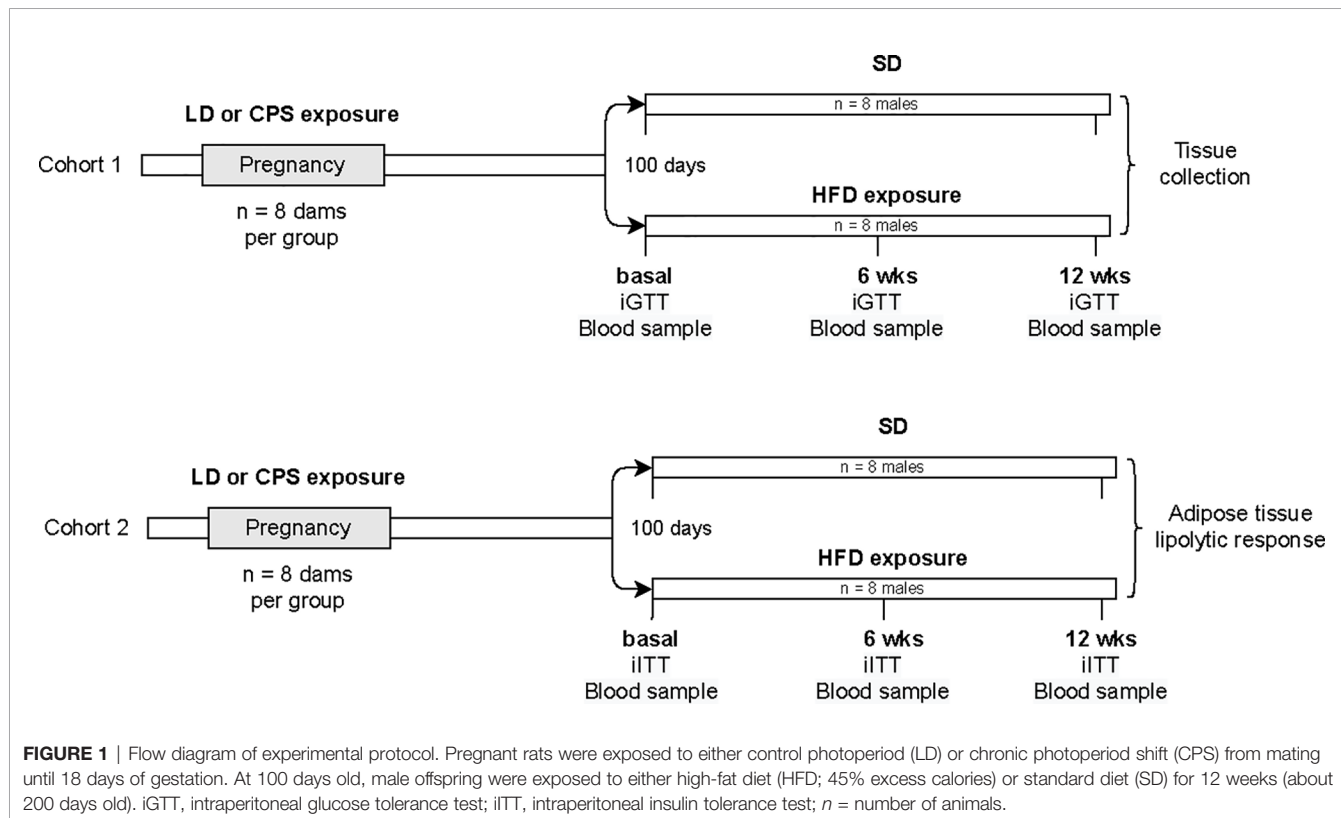 SD
n = 8 males
LD or CPS exposure
Cohort 1
Pregnancy
100 days
Tissue
collection
n = 8 dams
per group
HFD exposure
n = 8 males
basal
iGTT
Blood sample
6 wks
iGTT
Blood sample
12 wks
iGTT
Blood sample
SD
n = 8 males
LD or CPS exposure
Cohort 2
Pregnancy
100 days
Adipose tissue
lipolytic response
n = 8 dams
per group
HFD exposure
n = 8 males
basal
iITT
Blood sample
6 wks
iITT
Blood sample
12 wks
iITT
Blood sample
FIGURE 1 | Flow diagram of experimental protocol. Pregnant rats were exposed to either control photoperiod (LD) or chronic photoperiod shift (CPS) from mating
until 18 days of gestation. At 100 days old, male offspring were exposed to either high-fat diet (HFD; 45% excess calories) or standard diet (SD) for 12 weeks (about
200 days old). iGTT, intraperitoneal glucose tolerance test; iITT, intraperitoneal insulin tolerance test; n = number of animals.